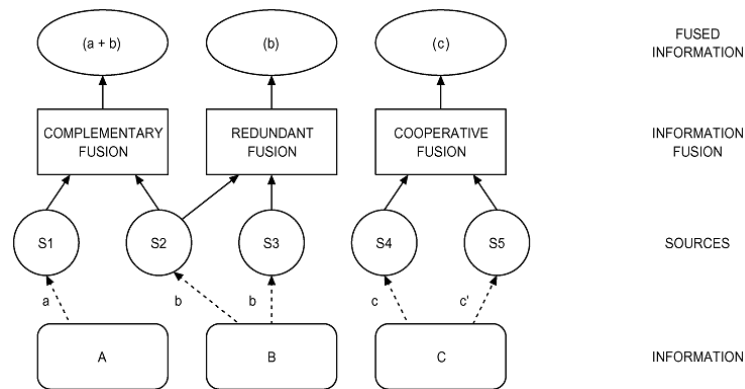 (a + b)
(b)
(c)
FUSED
INFORMATION
COMPLEMENTARY
FUSION
REDUNDANT
FUSION
COOPERATIVE
FUSION
INFORMATION
FUSION
S1
S2
S3
S4
S5
SOURCES
a
b
b
c
c'
A
B
C
INFORMATION